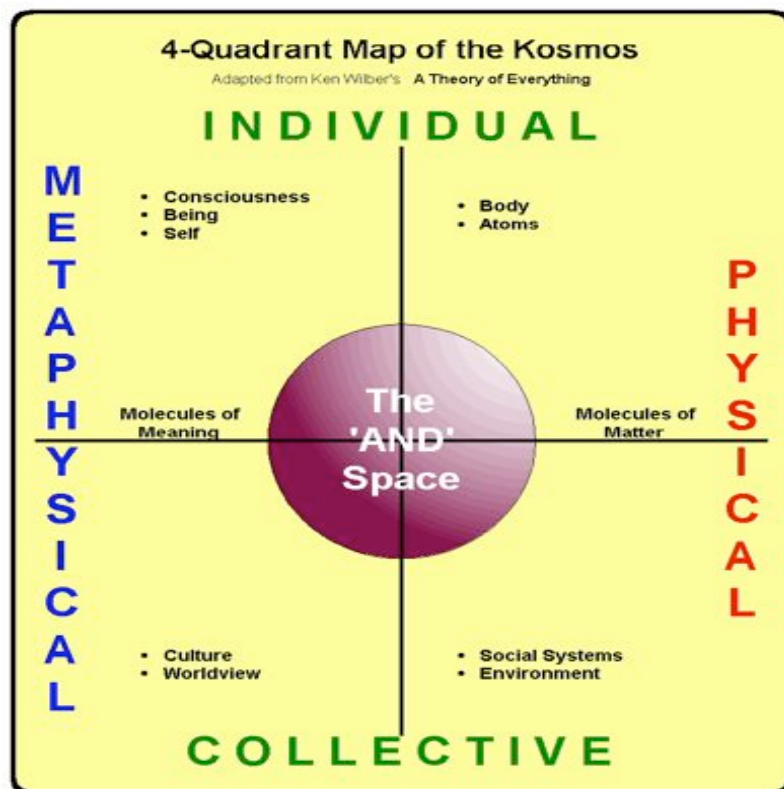 4-Quadrant Map of the Kosmos
Adapted from Ken Wilber's A Theory of Everything
INDIVIDUAL
METAPHYSICAL
• Consciousness
• Being
• Self
• Body
• Atoms
PHYSICAL
Molecules of
Meaning
The
'AND'
Space
Molecules of
Matter
• Culture
• Worldview
• Social Systems
• Environment
COLLECTIVE